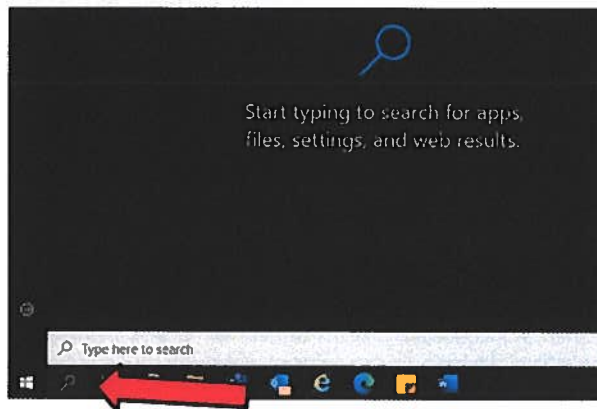 Start typing to search for apps,
files, settings, and web results.
Type here to search